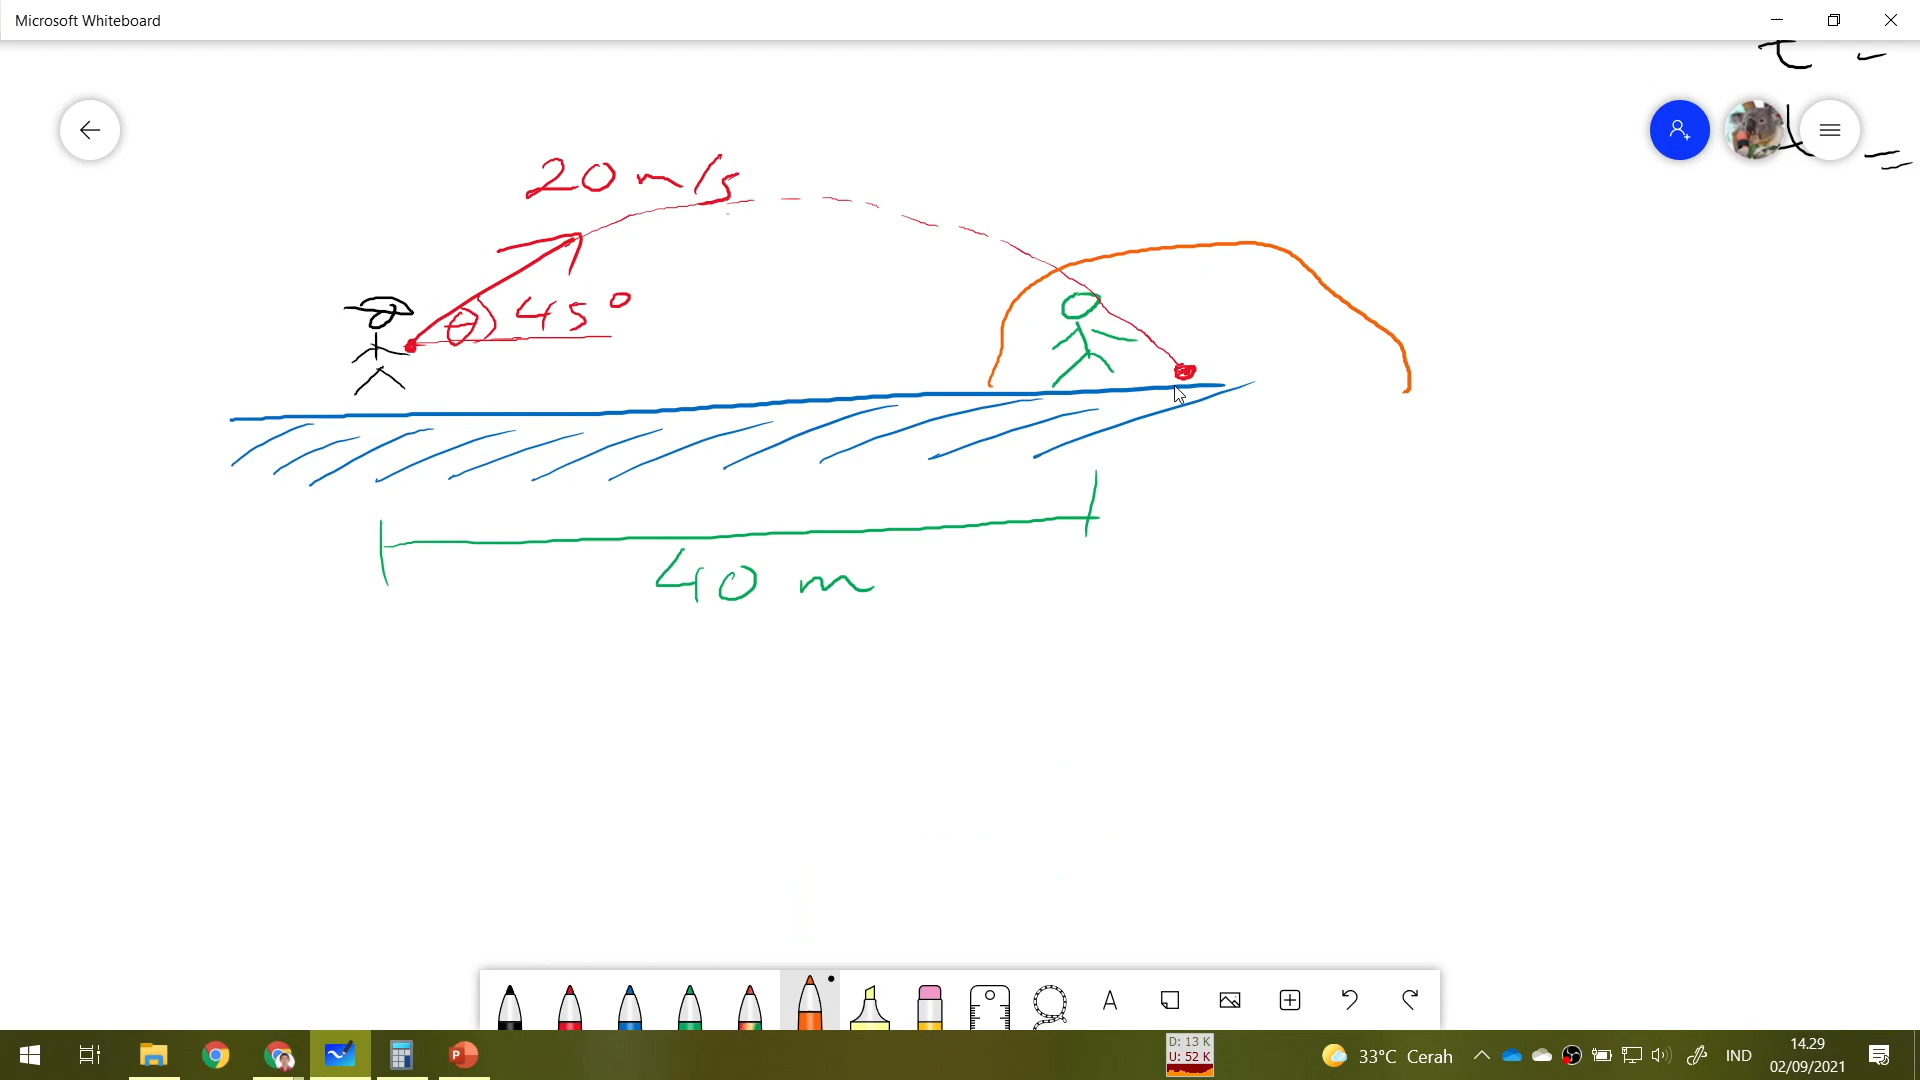 Microsoft Whiteboard
20 m/s
θ 45°
40 m
A
P
D: 13 K
U: 52 K
33°C Cerah
IND
14.29
02/09/2021